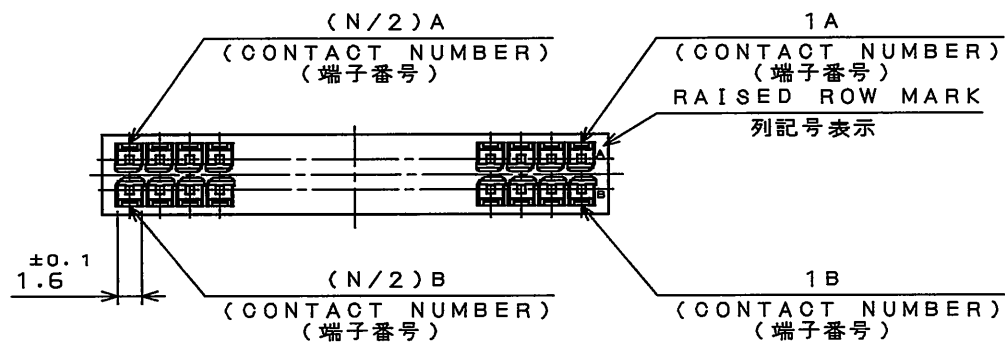 (N/2)A
(CONTACT NUMBER)
(端子番号)
1A
(CONTACT NUMBER)
(端子番号)
RAISED ROW MARK
列記号表示
A
B
±0.1
1.6
(N/2)B
(CONTACT NUMBER)
(端子番号)
1B
(CONTACT NUMBER)
(端子番号)